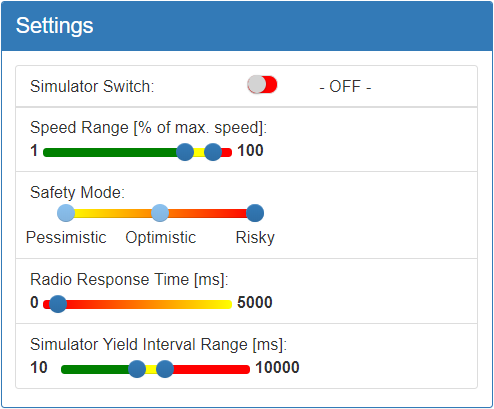 Settings
Simulator Switch: - OFF -
Speed Range [% of max. speed]:
1 100
Safety Mode:
Pessimistic Optimistic Risky
Radio Response Time [ms]:
0 5000
Simulator Yield Interval Range [ms]:
10 10000